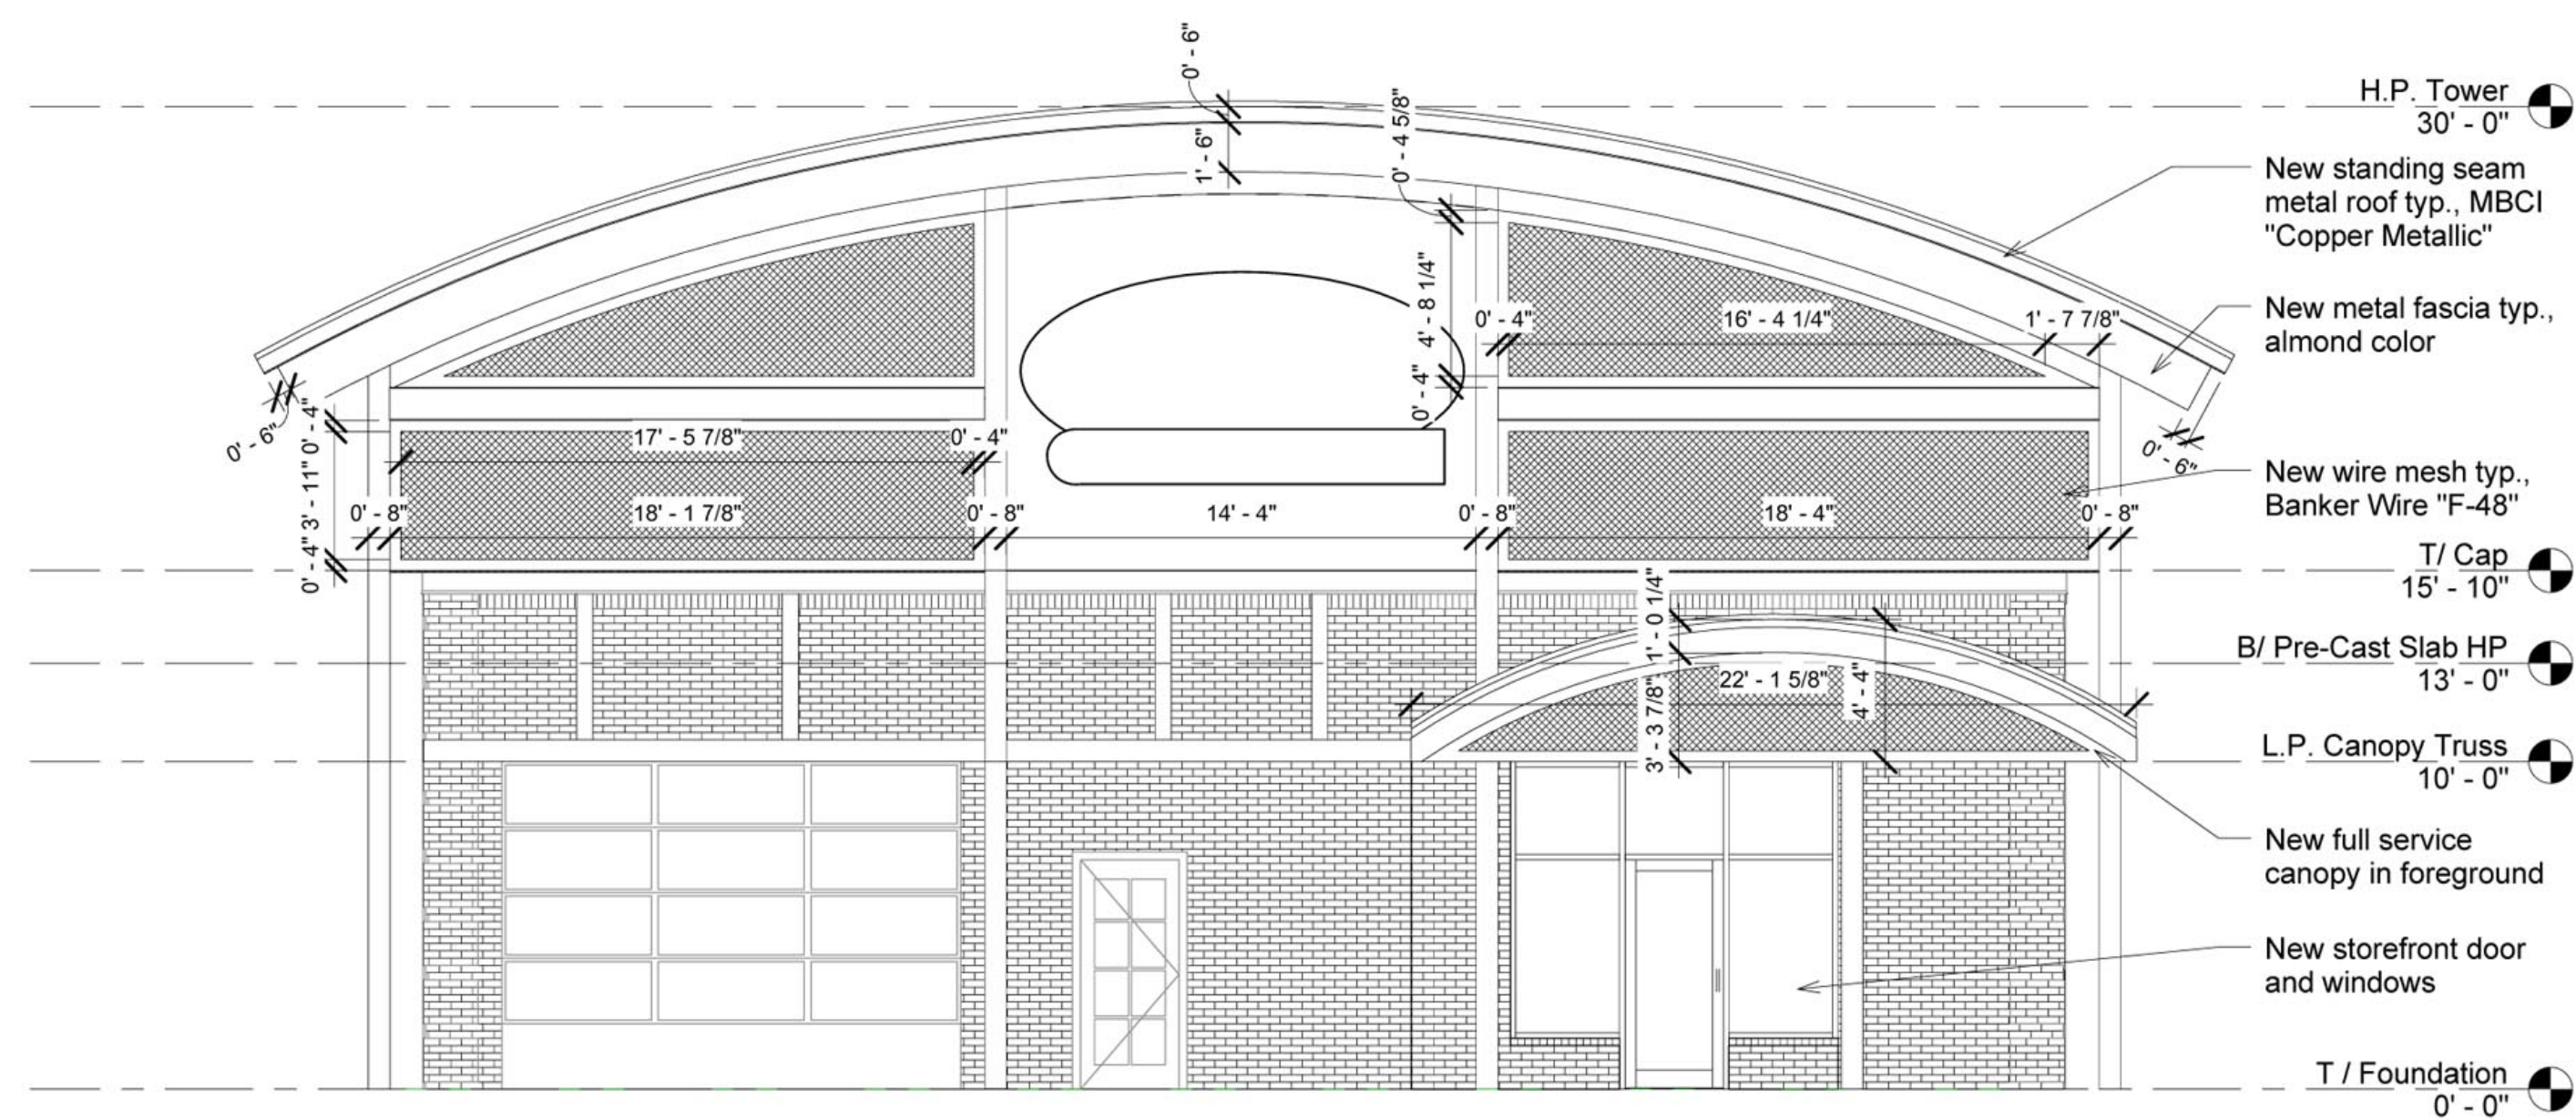 0' - 6"
H.P. Tower
30' - 0"
1' - 6"
0' - 4 5/8"
New standing seam
metal roof typ., MBCI
"Copper Metallic"
4' - 8 1/4"
0' - 4"
16' - 4 1/4"
1' - 7 7/8"
New metal fascia typ.,
almond color
0' - 4"
0' - 6"
0' - 4"
17' - 5 7/8"
0' - 4"
0' - 6"
New wire mesh typ.,
Banker Wire "F-48"
3' - 11"
0' - 8"
18' - 1 7/8"
0' - 8"
14' - 4"
0' - 8"
18' - 4"
0' - 8"
0' - 4"
T/ Cap
15' - 10"
1' - 0 1/4"
B/ Pre-Cast Slab HP
13' - 0"
3' - 3 7/8"
22' - 1 5/8"
4' - 4"
L.P. Canopy Truss
10' - 0"
New full service
canopy in foreground
New storefront door
and windows
T / Foundation
0' - 0"